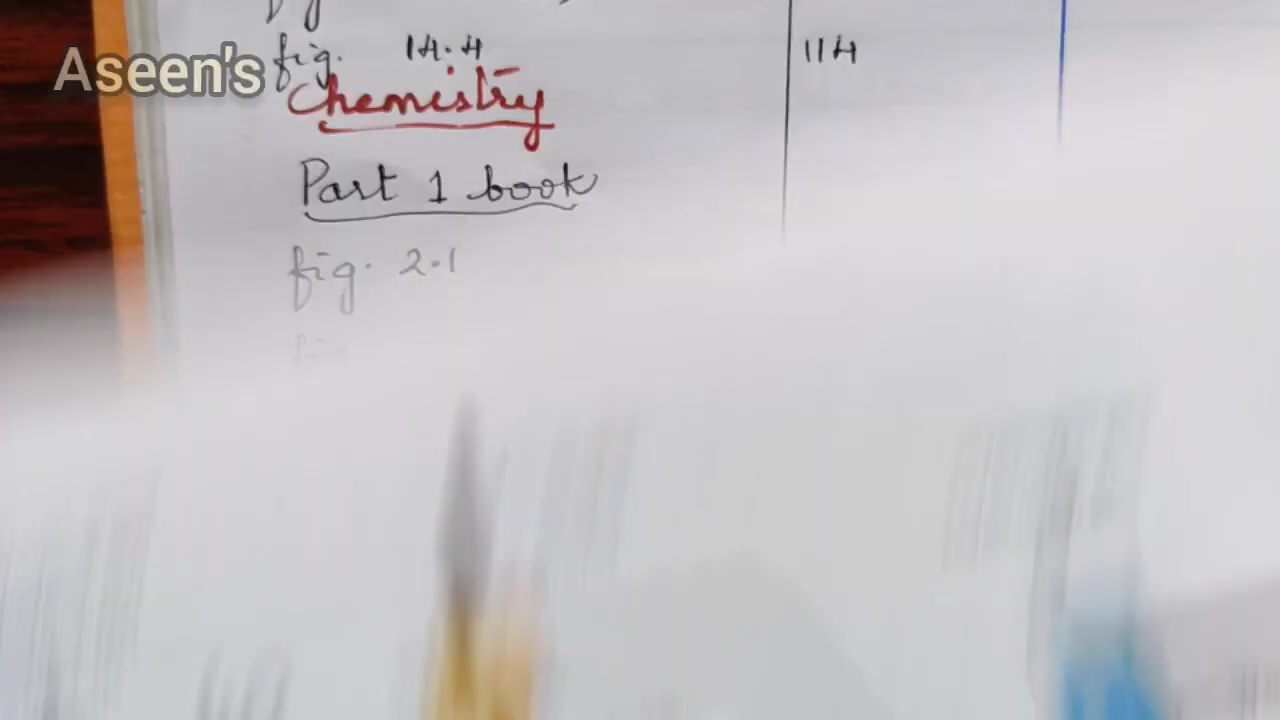 fig. 14.4 114
Aseen's
Chemistry
Part 1 book
fig. 2.1